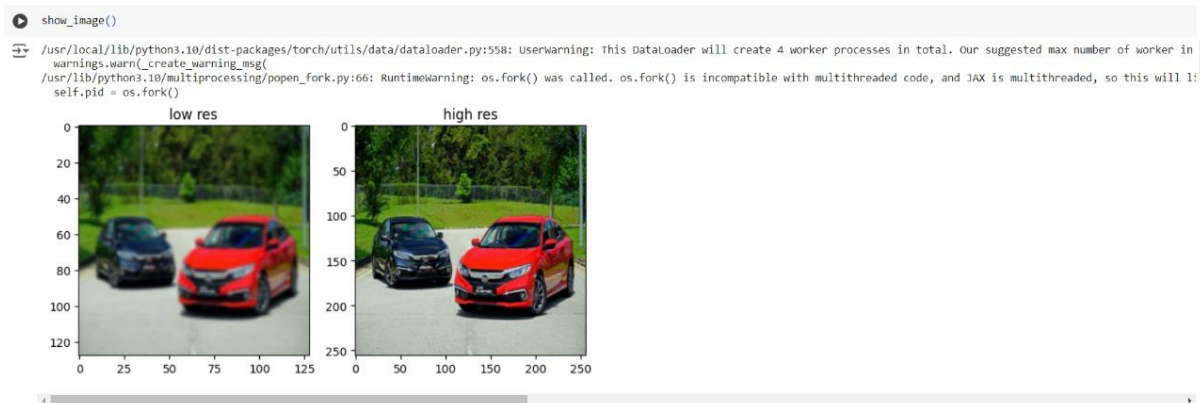 show_image()
/usr/local/lib/python3.10/dist-packages/torch/utils/data/dataloader.py:558: UserWarning: This DataLoader will create 4 worker processes in total. Our suggested max number of worker in
warnings.warn(_create_warning_msg(
/usr/lib/python3.10/multiprocessing/popen_fork.py:66: RuntimeWarning: os.fork() was called. os.fork() is incompatible with multithreaded code, and JAX is multithreaded, so this will
self.pid = os.fork()
low res
high res
0
20
40
60
80
100
120
0 25 50 75 100 125
0
50
100
150
200
250
0 50 100 150 200 250